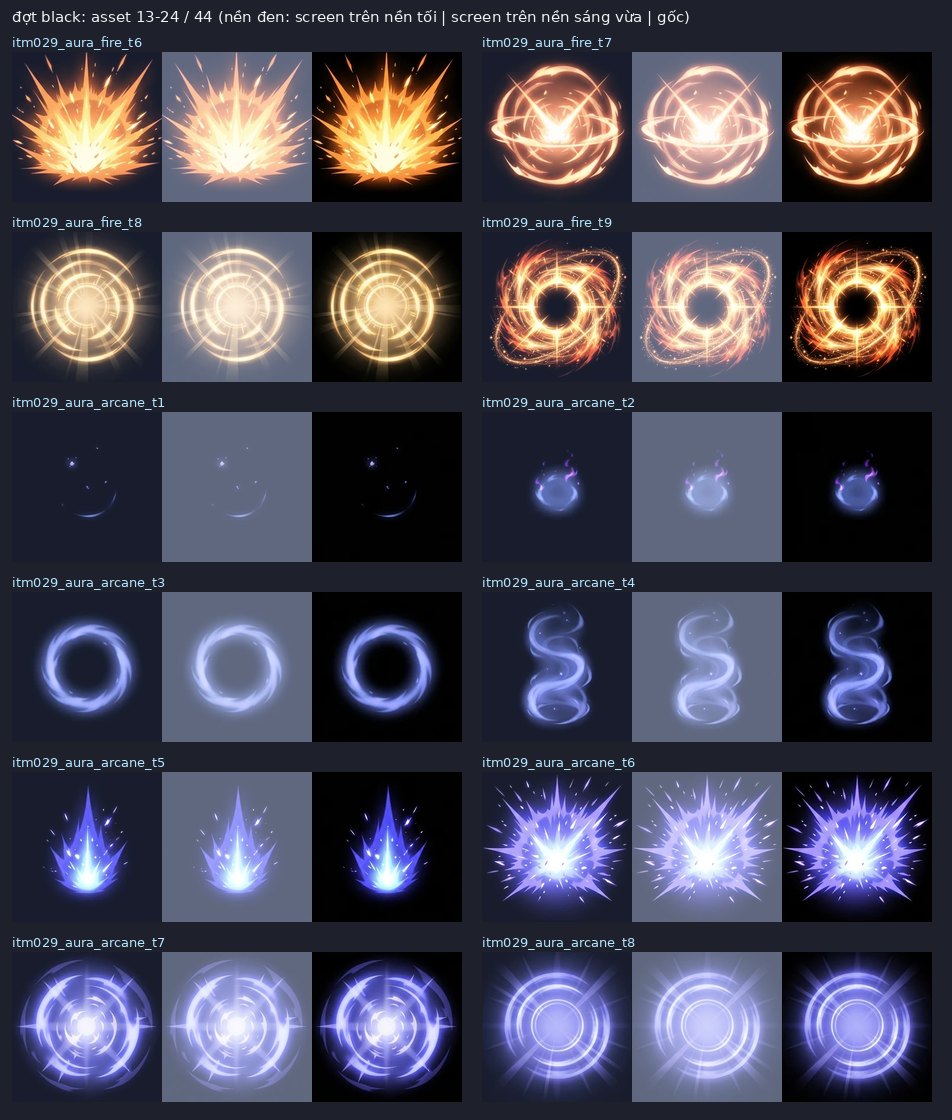 đợt black: asset 13-24 / 44 (nền đen: screen trên nền tối | screen trên nền sáng vừa | gốc)
itm029_aura_fire_t6
itm029_aura_fire_t7
itm029_aura_fire_t8
itm029_aura_fire_t9
itm029_aura_arcane_t1
itm029_aura_arcane_t2
itm029_aura_arcane_t3
itm029_aura_arcane_t4
itm029_aura_arcane_t5
itm029_aura_arcane_t6
itm029_aura_arcane_t7
itm029_aura_arcane_t8